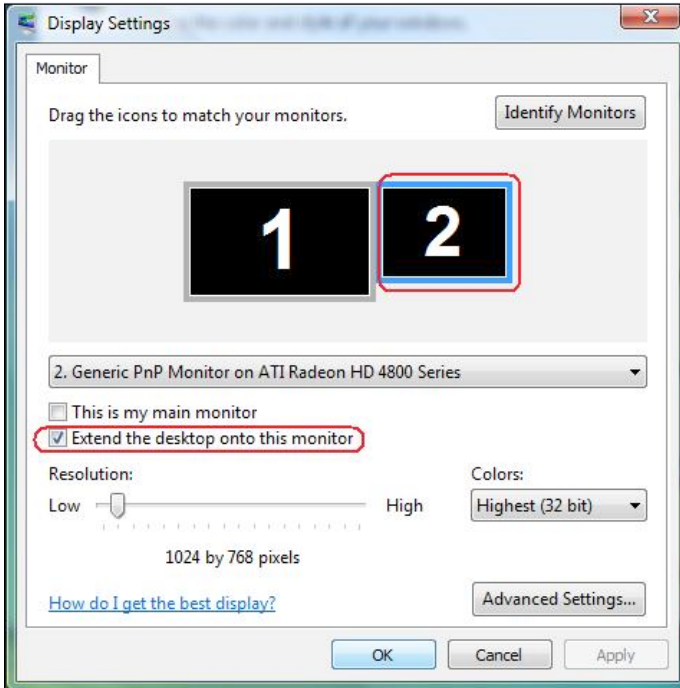 Display Settings
Monitor
Drag the icons to match your monitors.
Identify Monitors
1
2
2. Generic PnP Monitor on ATI Radeon HD 4800 Series
This is my main monitor
Extend the desktop onto this monitor
Resolution:
Colors:
Low
High
Highest (32 bit)
1024 by 768 pixels
How do I get the best display?
Advanced Settings...
OK
Cancel
Apply